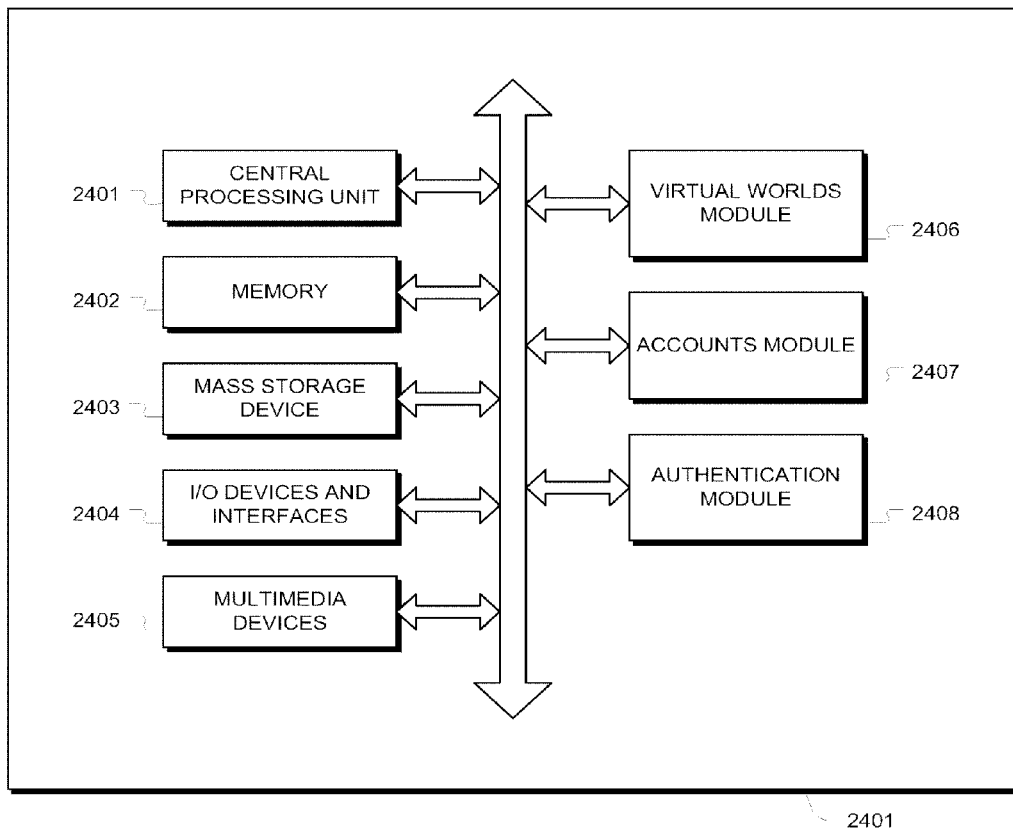 2401
CENTRAL
PROCESSING UNIT
2402
MEMORY
2403
MASS STORAGE
DEVICE
2404
I/O DEVICES AND
INTERFACES
2405
MULTIMEDIA
DEVICES
VIRTUAL WORLDS
MODULE
2406
ACCOUNTS MODULE
2407
AUTHENTICATION
MODULE
2408
2401